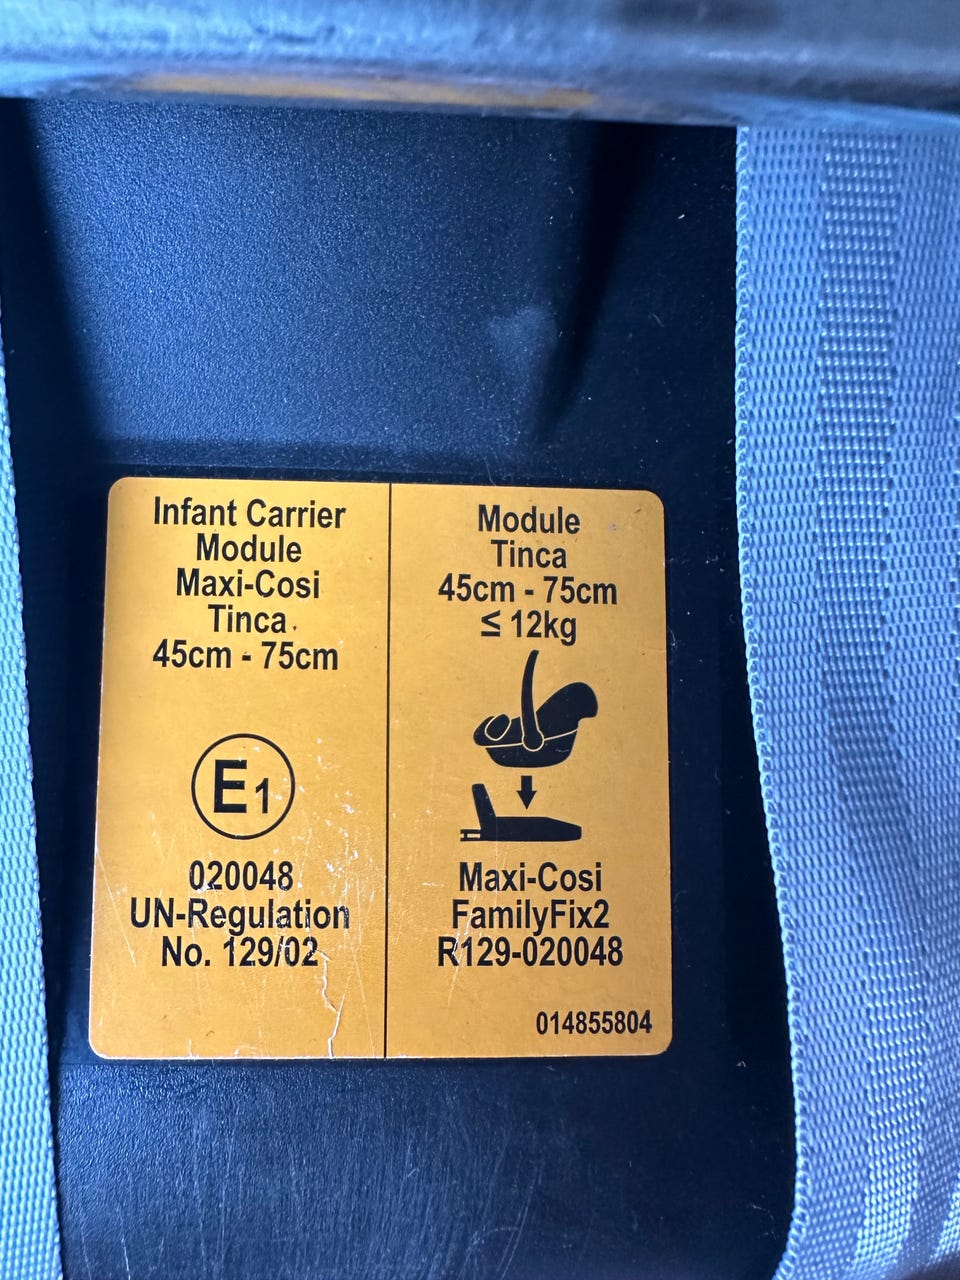 Infant Carrier
Module
Maxi-Cosi
Tinca
45cm - 75cm
E1
020048
UN-Regulation
No. 129/02
Module
Tinca
45cm - 75cm
≤ 12kg
Maxi-Cosi
FamilyFix2
R129-020048
014855804